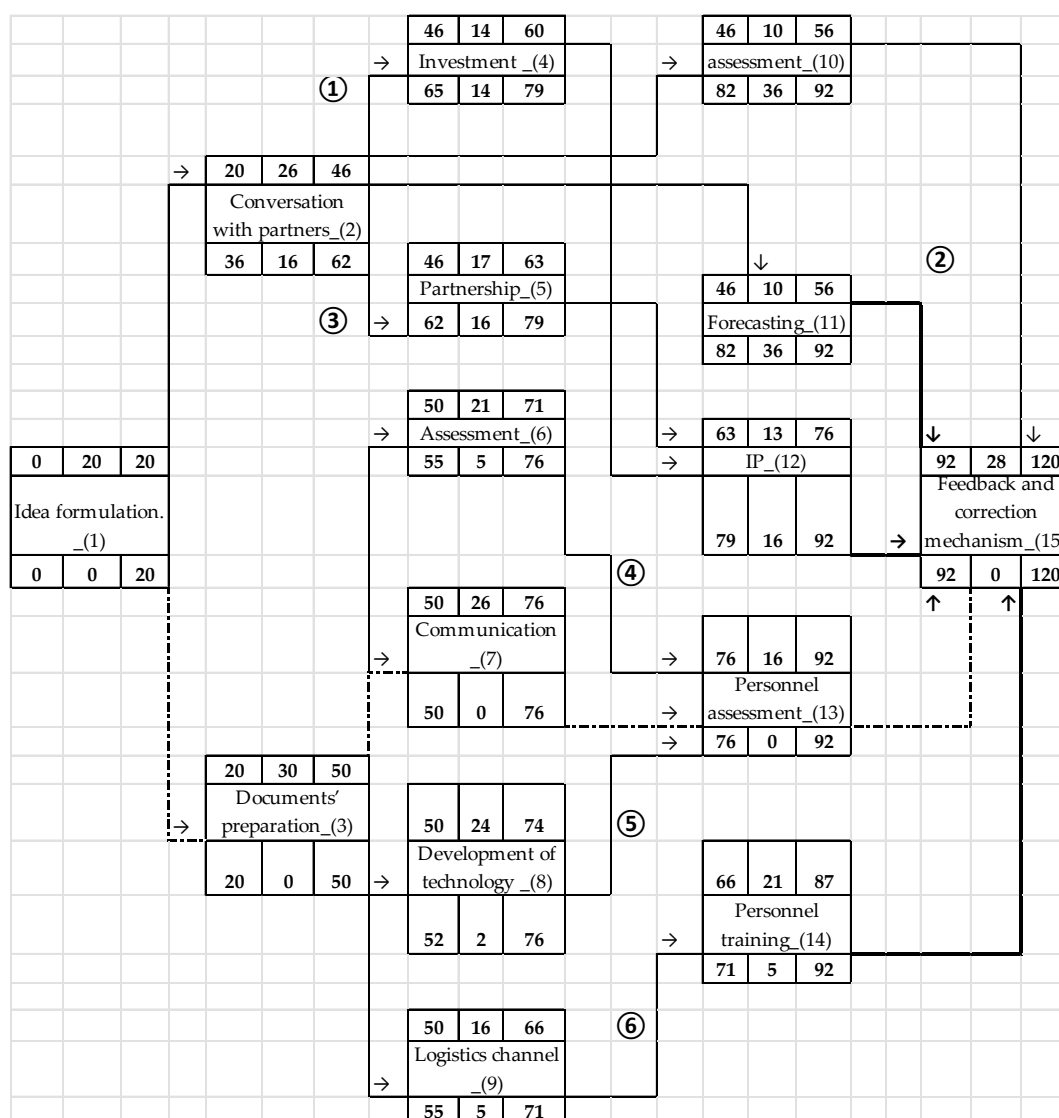 46 14 60
→ Investment _(4)
65 14 79
①
46 10 56
→ assessment_(10)
82 36 92
→ 20 26 46
Conversation
with partners_(2)
36 16 62
46 17 63
Partnership_(5)
③ → 62 16 79
↓
46 10 56
Forecasting_(11)
82 36 92
②
50 21 71
→ Assessment_(6)
55 5 76
→ 63 13 76
→ IP_(12)
79 16 92
→
0 20 20
Idea formulation.
_(1)
0 0 20
↓ ↓
92 28 120
Feedback and
correction
mechanism_(15
92 0 120
↑ ↑
④
50 26 76
Communication
→ _(7)
50 0 76
→ 76 16 92
Personnel
→ assessment_(13)
→ 76 0 92
20 30 50
Documents’
→ preparation_(3)
20 0 50
50 24 74
Development of
→ technology _(8)
52 2 76
⑤
66 21 87
Personnel
→ training_(14)
71 5 92
50 16 66
Logistics channel
→ _(9)
55 5 71
⑥